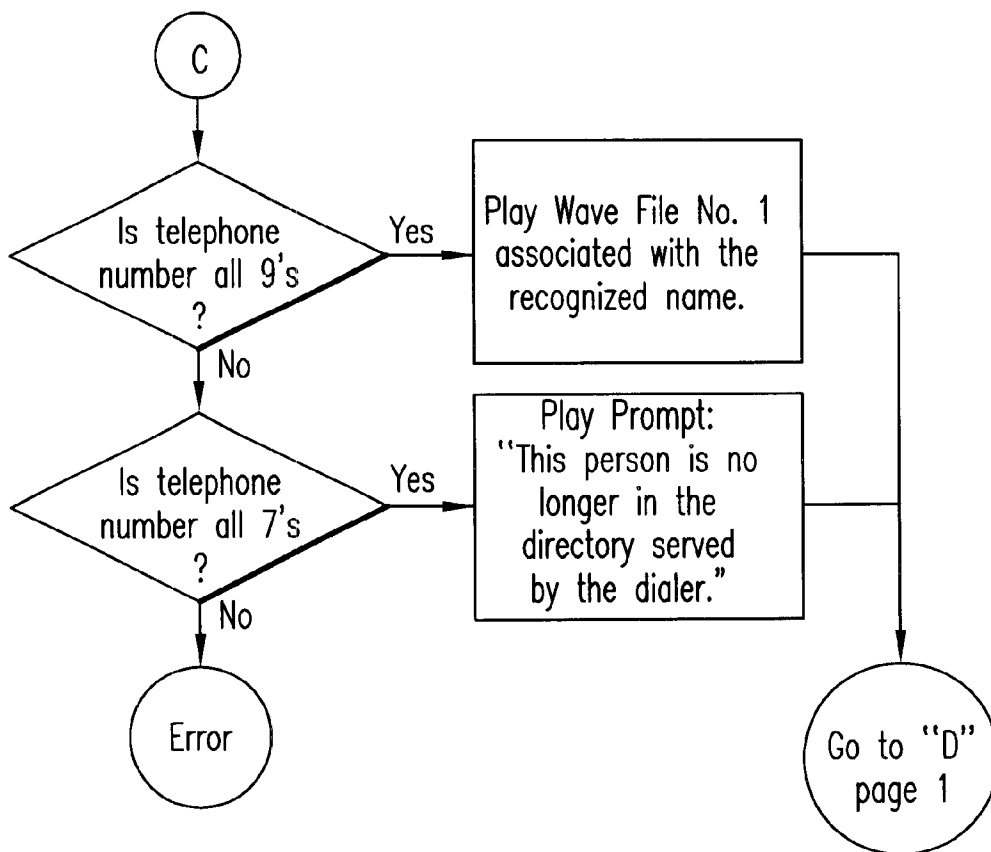 C
Is telephone
number all 9's
?
Yes
Play Wave File No. 1
associated with the
recognized name.
No
Is telephone
number all 7's
?
Yes
Play Prompt:
‘‘This person is no
longer in the
directory served
by the dialer.”
No
Error
Go to ‘‘D”
page 1